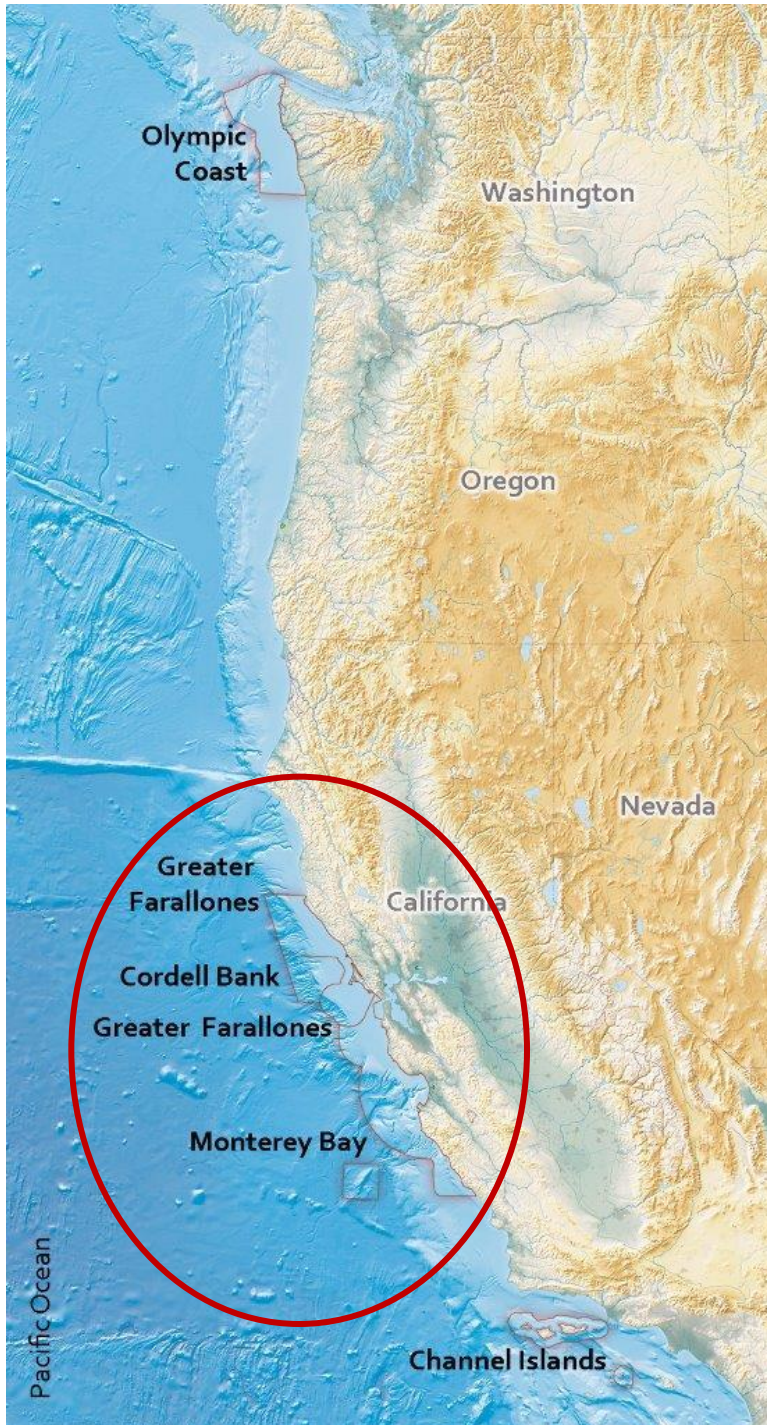 Olympic
Coast
Washington
Oregon
Nevada
Greater
Farallones
California
Cordell Bank
Greater Farallones
Monterey Bay
Pacific Ocean
Channel Islands